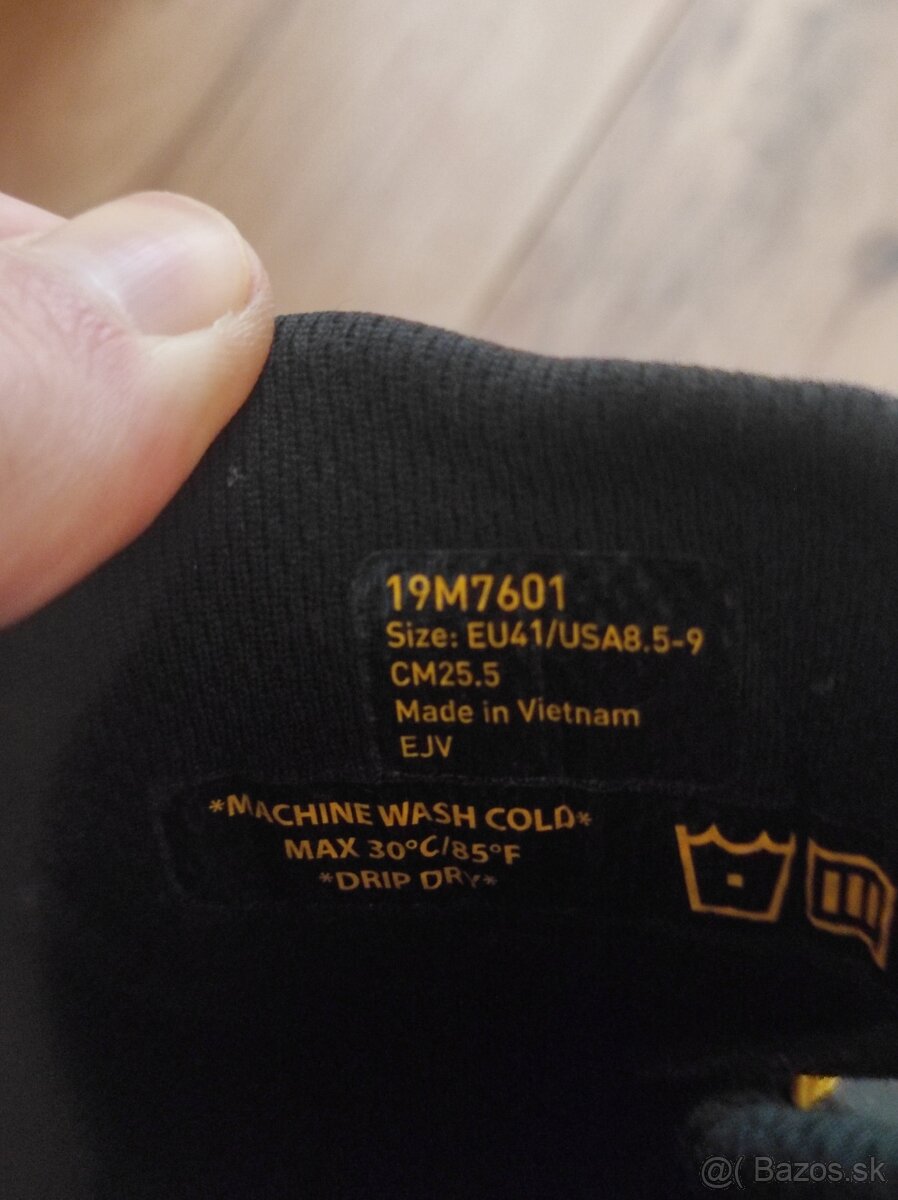 19M7601
Size: EU41/USA8.5-9
CM25.5
Made in Vietnam
EJV
*MACHINE WASH COLD*
MAX 30°C/85°F
*DRIP DRY*
@( Bazos.sk